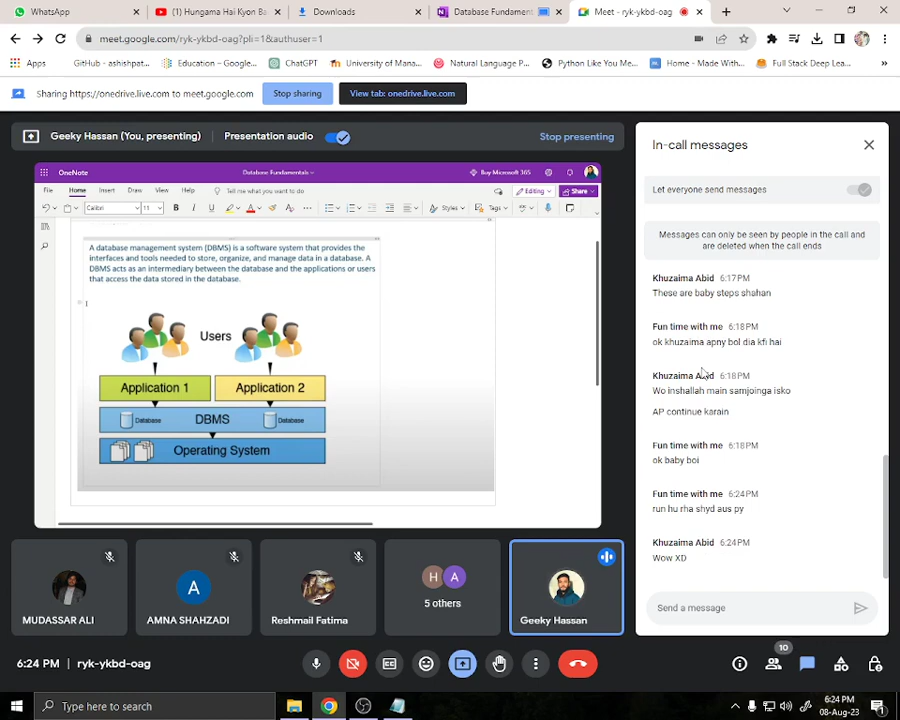 WhatsApp
(1) Hungama Hai Kyon Ba
Downloads
Database Fundament
Meet - ryk-ykbd-oag
meet.google.com/ryk-ykbd-oag?pli=1&authuser=1
Apps
GitHub - ashishpat...
Education – Google...
ChatGPT
University of Mana...
Natural Language P...
Python Like You Me...
Home - Made With...
Full Stack Deep Lea...
Sharing https://onedrive.live.com to meet.google.com
Stop sharing
View tab: onedrive.live.com
Geeky Hassan (You, presenting)
Presentation audio
Stop presenting
OneNote
Database Fundamentals
Buy Microsoft 365
File
Home
Insert
Draw
View
Help
Tell me what you want to do
Editing
Share
Calibri
11
B
I
U
A
Styles
Tags
A database management system (DBMS) is a software system that provides the
interfaces and tools needed to store, organize, and manage data in a database. A
DBMS acts as an intermediary between the database and the applications or users
that access the data stored in the database.
Users
Application 1
Application 2
Database
DBMS
Database
Operating System
In-call messages
Let everyone send messages
Messages can only be seen by people in the call and
are deleted when the call ends
Khuzaima Abid 6:17 PM
These are baby steps shahan
Fun time with me 6:18 PM
ok khuzaima apny bol dia kfi hai
Khuzaima Abid 6:18 PM
Wo inshallah main samjoinga isko
AP continue karain
Fun time with me 6:18 PM
ok baby boi
Fun time with me 6:24 PM
run hu rha shyd aus py
Khuzaima Abid 6:24 PM
Wow XD
Send a message
MUDASSAR ALI
A
AMNA SHAHZADI
Reshmail Fatima
H
A
5 others
Geeky Hassan
6:24 PM | ryk-ykbd-oag
10
Type here to search
6:24 PM
08-Aug-23